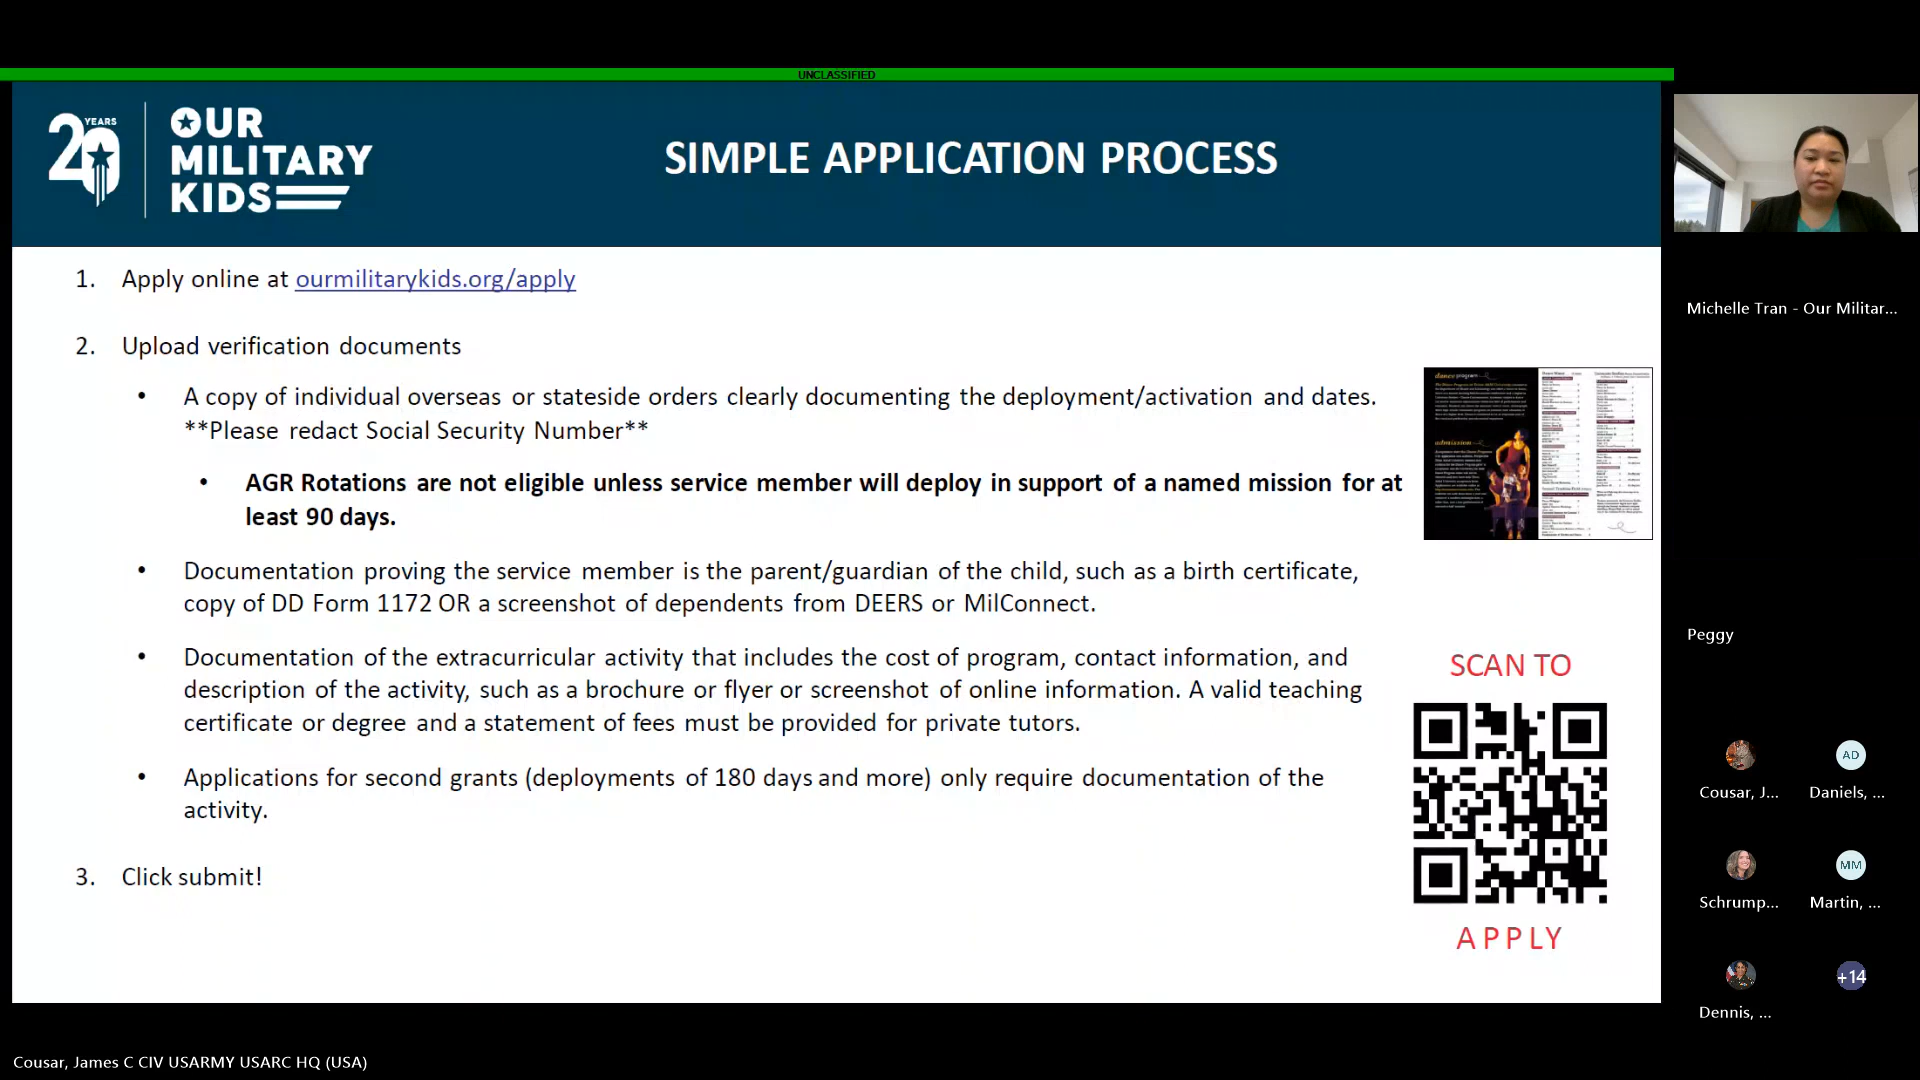 UNCLASSIFIED
20 YEARS
OUR
MILITARY
KIDS
SIMPLE APPLICATION PROCESS
1. Apply online at ourmilitarykids.org/apply
2. Upload verification documents
• A copy of individual overseas or stateside orders clearly documenting the deployment/activation and dates.
**Please redact Social Security Number**
• AGR Rotations are not eligible unless service member will deploy in support of a named mission for at
least 90 days.
• Documentation proving the service member is the parent/guardian of the child, such as a birth certificate,
copy of DD Form 1172 OR a screenshot of dependents from DEERS or MilConnect.
• Documentation of the extracurricular activity that includes the cost of program, contact information, and
description of the activity, such as a brochure or flyer or screenshot of online information. A valid teaching
certificate or degree and a statement of fees must be provided for private tutors.
• Applications for second grants (deployments of 180 days and more) only require documentation of the
activity.
3. Click submit!
dance program
admission
SCAN TO
APPLY
Michelle Tran - Our Militar...
Peggy
AD
Cousar, J...
Daniels, ...
MM
Schrump...
Martin, ...
+14
Dennis, ...
Cousar, James C CIV USARMY USARC HQ (USA)